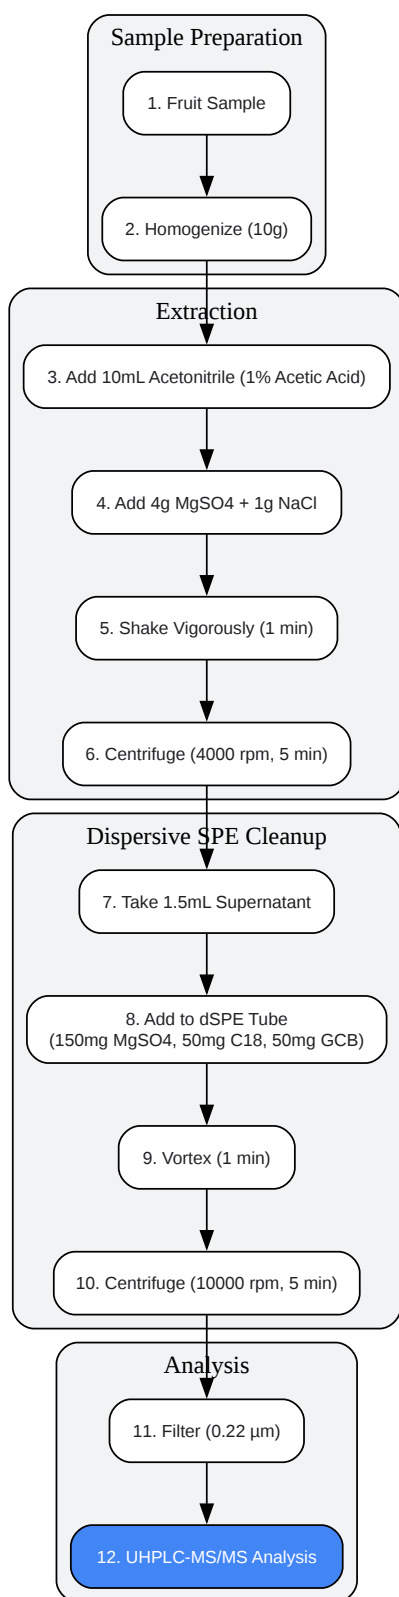 Sample Preparation
1. Fruit Sample
2. Homogenize (10g)
Extraction
3. Add 10mL Acetonitrile (1% Acetic Acid)
4. Add 4g MgSO4 + 1g NaCl
5. Shake Vigorously (1 min)
6. Centrifuge (4000 rpm, 5 min)
Dispersive SPE Cleanup
7. Take 1.5mL Supernatant
8. Add to dSPE Tube
(150mg MgSO4, 50mg C18, 50mg GCB)
9. Vortex (1 min)
10. Centrifuge (10000 rpm, 5 min)
Analysis
11. Filter (0.22 µm)
12. UHPLC-MS/MS Analysis